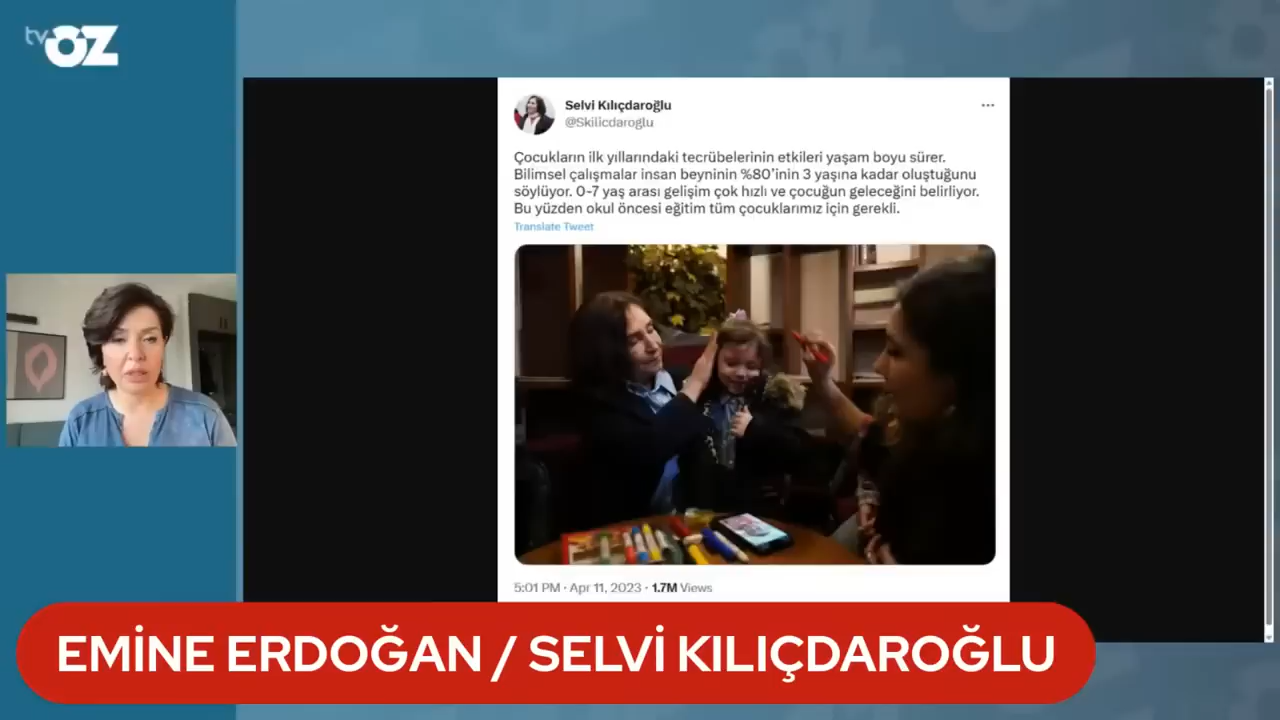 tv ÖZ
Selvi Kılıçdaroğlu
@Skilicdaroglu
Çocukların ilk yıllarındaki tecrübelerinin etkileri yaşam boyu sürer.
Bilimsel çalışmalar insan beyninin %80'inin 3 yaşına kadar oluştuğunu
söylüyor. 0-7 yaş arası gelişim çok hızlı ve çocuğun geleceğini belirliyor.
Bu yüzden okul öncesi eğitim tüm çocuklarımız için gerekli.
Translate Tweet
5:01 PM · Apr 11, 2023 · 1.7M Views
EMİNE ERDOĞAN / SELVİ KILIÇDAROĞLU